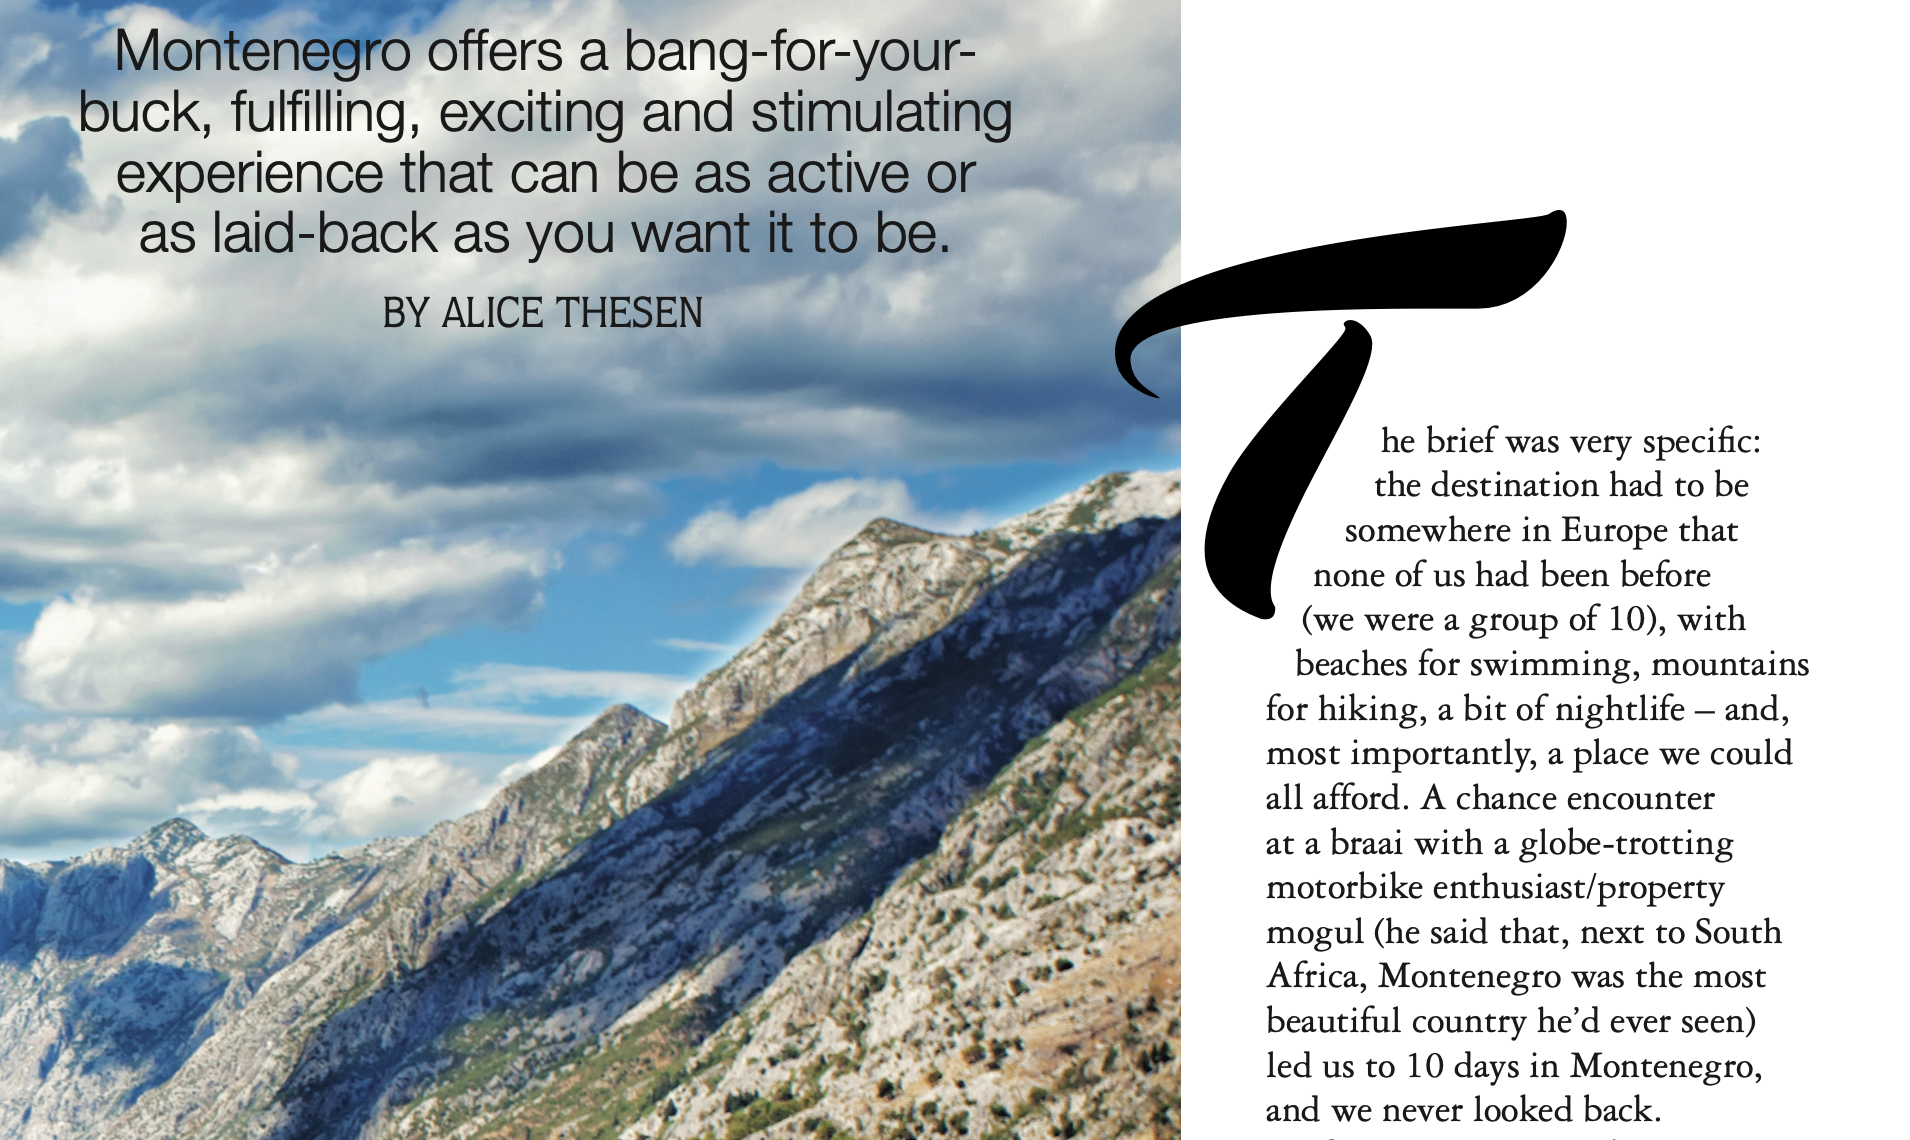 Montenegro offers a bang-for-your-
buck, fulfilling, exciting and stimulating
experience that can be as active or
as laid-back as you want it to be.
BY ALICE THESEN
The brief was very specific:
the destination had to be
somewhere in Europe that
none of us had been before
(we were a group of 10), with
beaches for swimming, mountains
for hiking, a bit of nightlife – and,
most importantly, a place we could
all afford. A chance encounter
at a braai with a globe-trotting
motorbike enthusiast/property
mogul (he said that, next to South
Africa, Montenegro was the most
beautiful country he’d ever seen)
led us to 10 days in Montenegro,
and we never looked back.